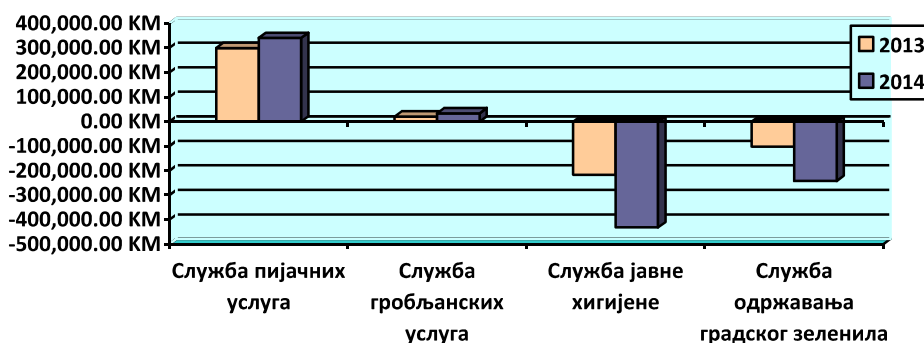 400,000.00 KM
300,000.00 KM
200,000.00 KM
100,000.00 KM
0.00 KM
-100,000.00 KM
-200,000.00 KM
-300,000.00 KM
-400,000.00 KM
-500,000.00 KM
2013
2014
Служба пијачних
услуга
Служба
гробљанских
услуга
Служба јавне
хигијене
Служба
одржавања
градског зеленила